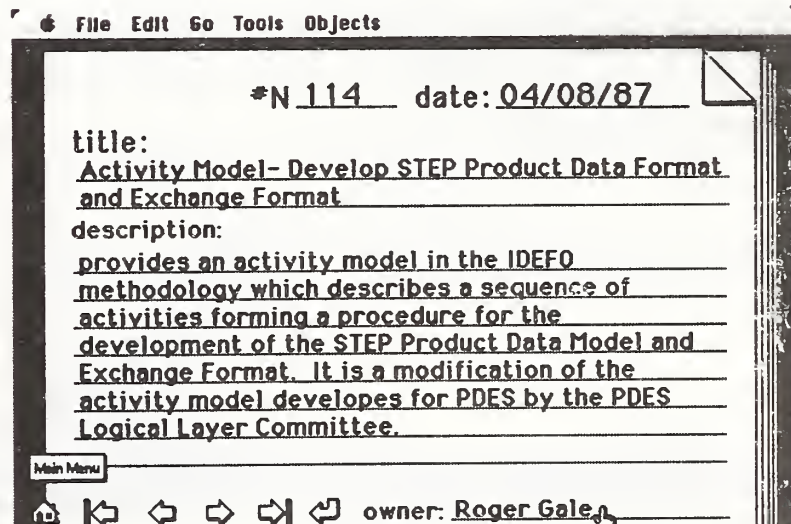 File Edit Go Tools Objects
#N 114 date: 04/08/87
title:
Activity Model- Develop STEP Product Data Format
and Exchange Format
description:
provides an activity model in the IDEF0
methodology which describes a sequence of
activities forming a procedure for the
development of the STEP Product Data Model and
Exchange Format. It is a modification of the
activity model developes for PDES by the PDES
Logical Layer Committee.
Main Menu
owner: Roger Gale